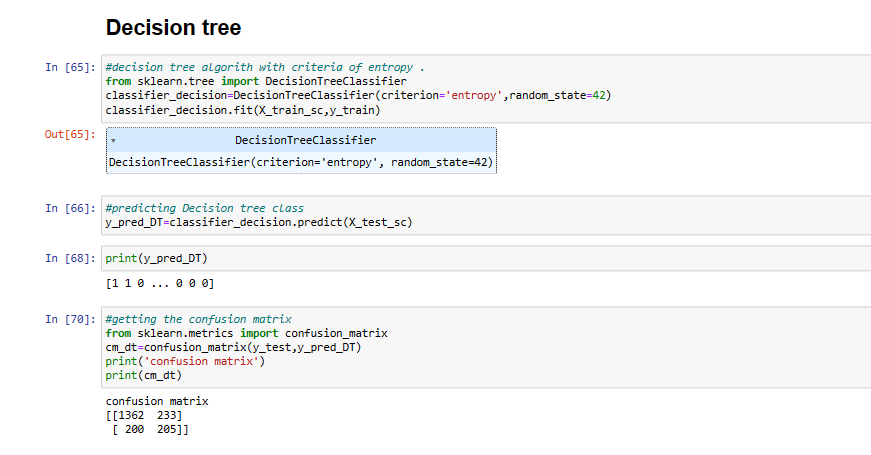 Decision tree
In [65]: #decision tree algorith with criteria of entropy .
from sklearn.tree import DecisionTreeClassifier
classifier_decision=DecisionTreeClassifier(criterion='entropy',random_state=42)
classifier_decision.fit(X_train_sc,y_train)
Out[65]: ▾ DecisionTreeClassifier
DecisionTreeClassifier(criterion='entropy', random_state=42)
In [66]: #predicting Decision tree class
y_pred_DT=classifier_decision.predict(X_test_sc)
In [68]: print(y_pred_DT)
[1 1 0 ... 0 0 0]
In [70]: #getting the confusion matrix
from sklearn.metrics import confusion_matrix
cm_dt=confusion_matrix(y_test,y_pred_DT)
print('confusion matrix')
print(cm_dt)
confusion matrix
[[1362  233]
[ 200  205]]